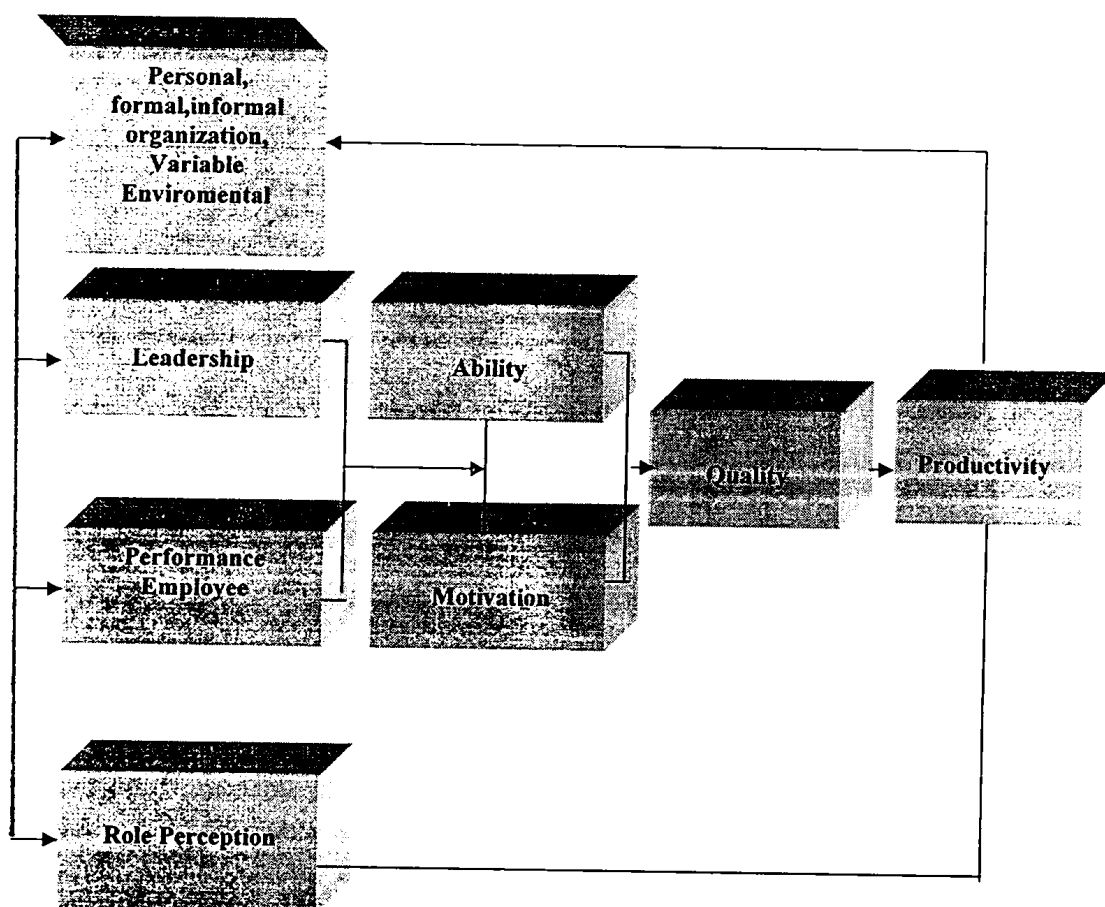 Personal,
formal,informal
organization,
Variable
Enviromental
Leadership
Ability
Quality
Productivity
Performance
Employee
Motivation
Role Perception